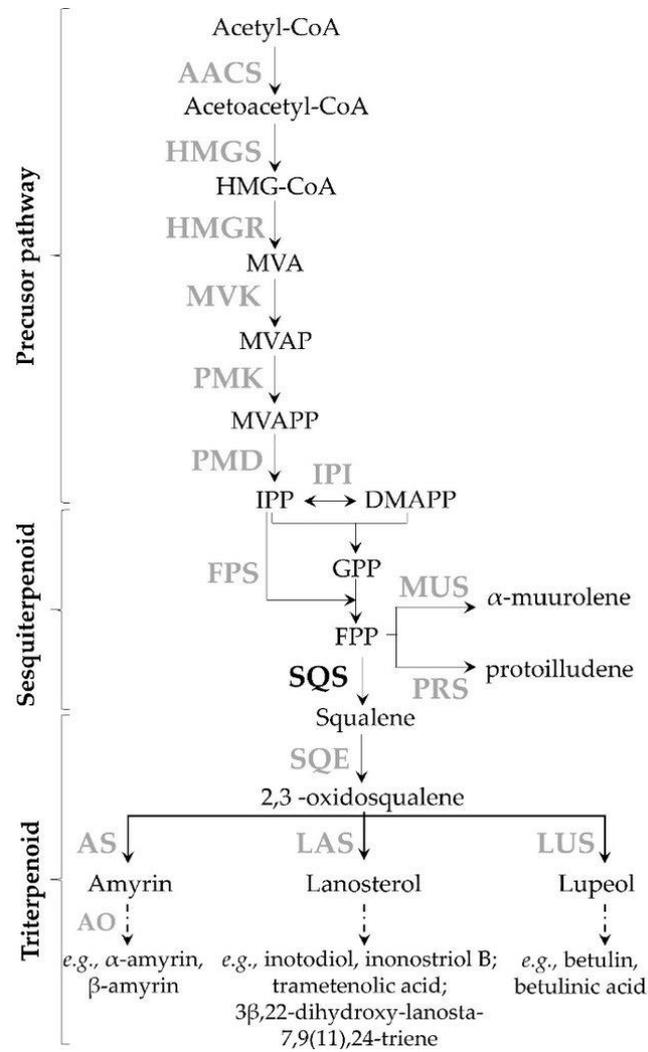 Acetyl-CoA
AACS
Acetoacetyl-CoA
HMGS
HMG-CoA
HMGR
MVA
MVK
MVAP
PMK
MVAPP
PMD
IPI
IPP
DMAPP
Precusor pathway
FPS
GPP
MUS
α-muurolene
FPP
SQS
PRS
protoilludene
Sesquiterpenoid
Squalene
SQE
2,3 -oxidosqualene
AS
LAS
LUS
Amyrin
Lanosterol
Lupeol
AO
Triterpenoid
e.g., α-amyrin,
β-amyrin
e.g., inotodiol, inonostriol B;
trametenolic acid;
3β,22-dihydroxy-lanosta-
7,9(11),24-triene
e.g., betulin,
betulinic acid